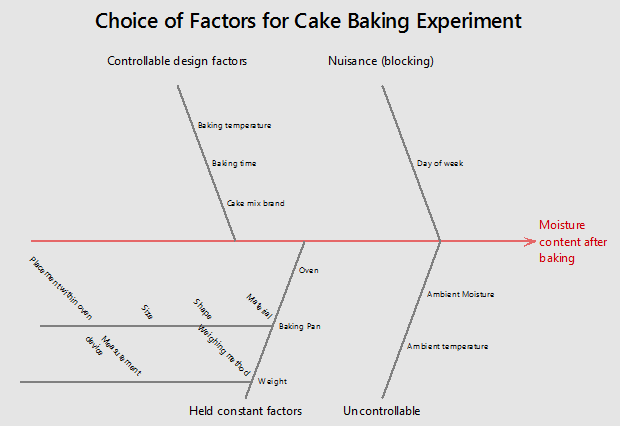 Choice of Factors for Cake Baking Experiment
Controllable design factors
Nuisance (blocking)
Baking temperature
Baking time
Cake mix brand
Day of week
Moisture
content after
baking
Oven
Placement within oven
Size
Shape
Material
Baking Pan
Measurement
device
Weighing method
Weight
Ambient Moisture
Ambient temperature
Held constant factors
Uncontrollable